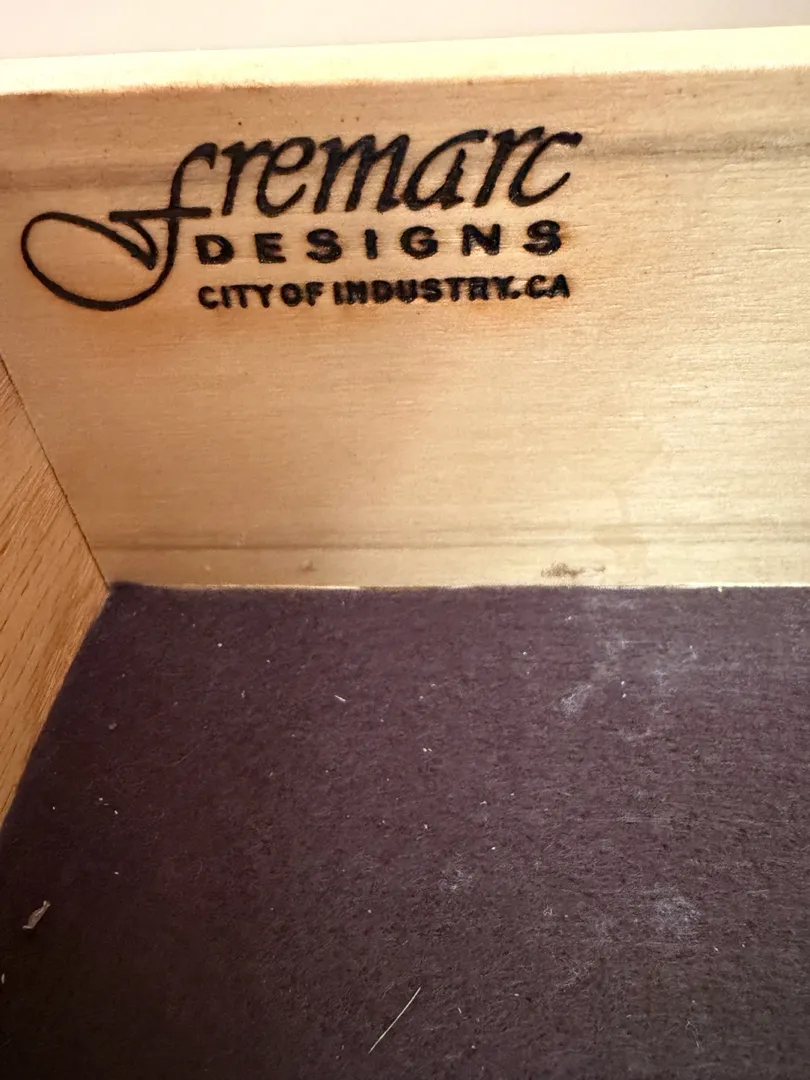 fremarc
DESIGNS
CITY OF INDUSTRY, CA